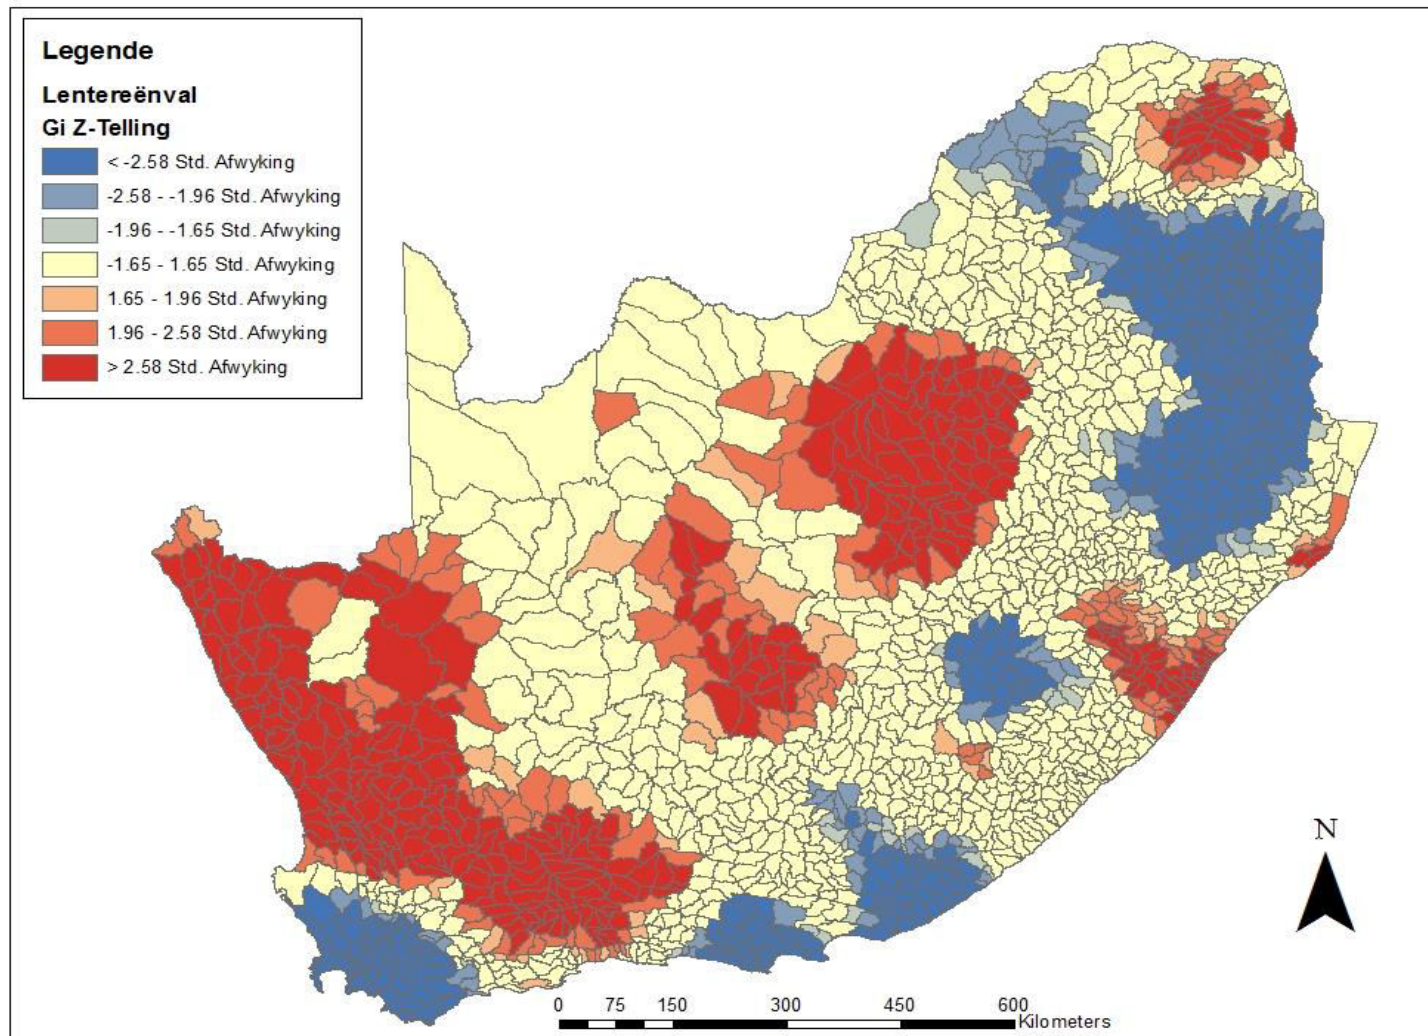 Legende
Lentereënval
Gi Z-Telling
< -2.58 Std. Afwyking
-2.58 - -1.96 Std. Afwyking
-1.96 - -1.65 Std. Afwyking
-1.65 - 1.65 Std. Afwyking
1.65 - 1.96 Std. Afwyking
1.96 - 2.58 Std. Afwyking
> 2.58 Std. Afwyking
N
0 75 150 300 450 600
Kilometers